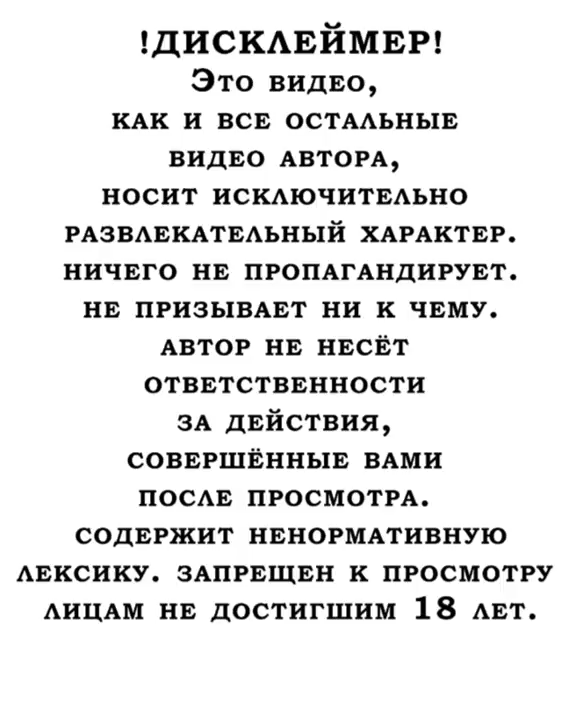 !ДИСКЛЕЙМЕР!
Это видео,
как и все остальные
видео автора,
носит исключительно
развлекательный характер.
ничего не пропагандирует.
не призывает ни к чему.
автор не несёт
ответственности
за действия,
совершённые вами
после просмотра.
содержит ненормативную
лексику. запрещен к просмотру
лицам не достигшим 18 лет.